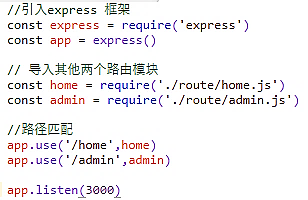 //引入express 框架
const express = require('express')
const app = express()
// 导入其他两个路由模块
const home = require('./route/home.js')
const admin = require('./route/admin.js')
//路径匹配
app.use('/home',home)
app.use('/admin',admin)
app.listen(3000)